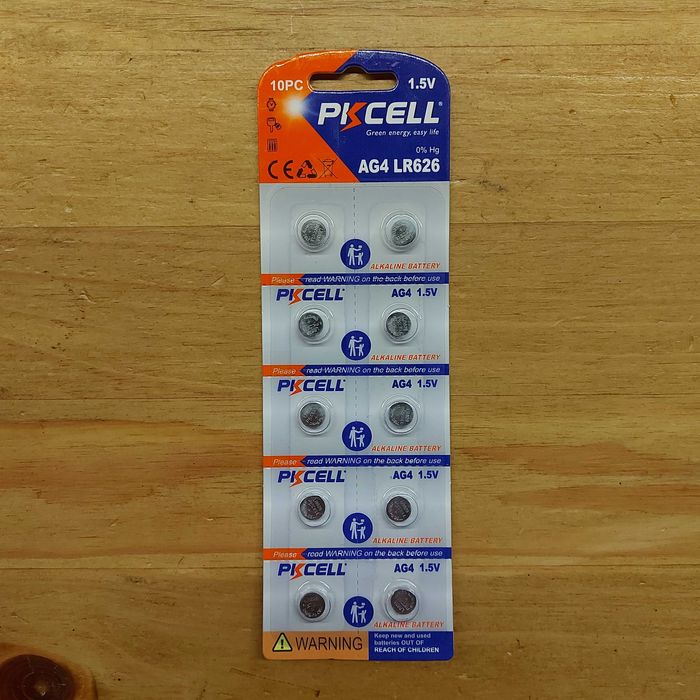 10PC 1.5V
PKCELL®
Green energy, easy life
0% Hg
CE AG4 LR626
ALKALINE BATTERY
Please read WARNING on the back before use
PKCELL AG4 1.5V
ALKALINE BATTERY
Please read WARNING on the back before use
PKCELL AG4 1.5V
ALKALINE BATTERY
Please read WARNING on the back before use
PKCELL AG4 1.5V
ALKALINE BATTERY
Please read WARNING on the back before use
PKCELL AG4 1.5V
ALKALINE BATTERY
WARNING
Keep new and used
batteries OUT OF
REACH OF CHILDREN